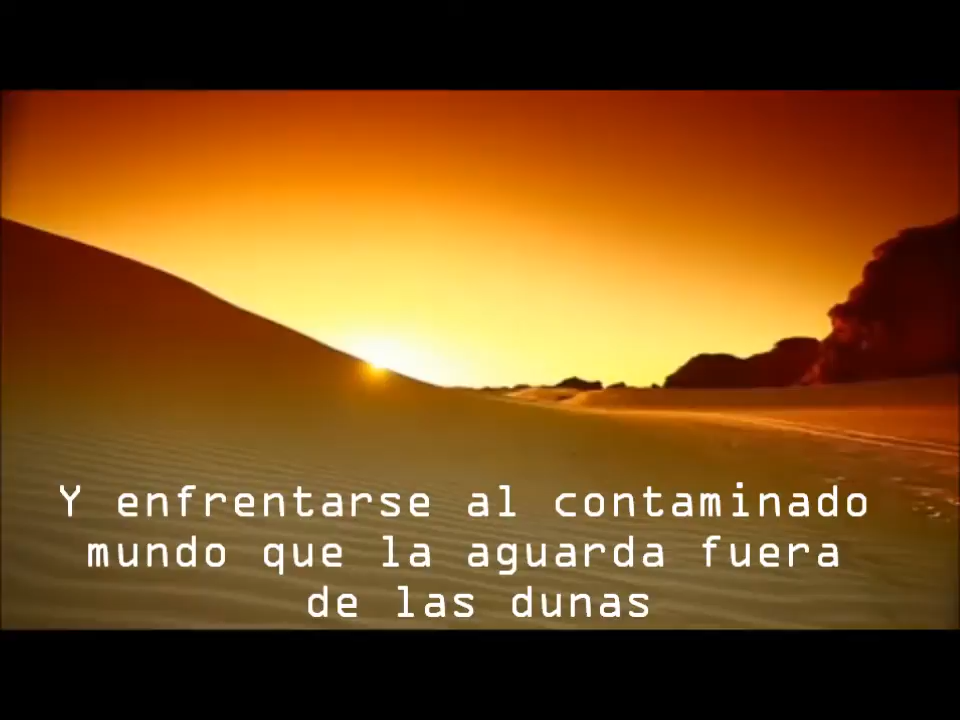 Y enfrentarse al contaminado
mundo que la aguarda fuera
de las dunas